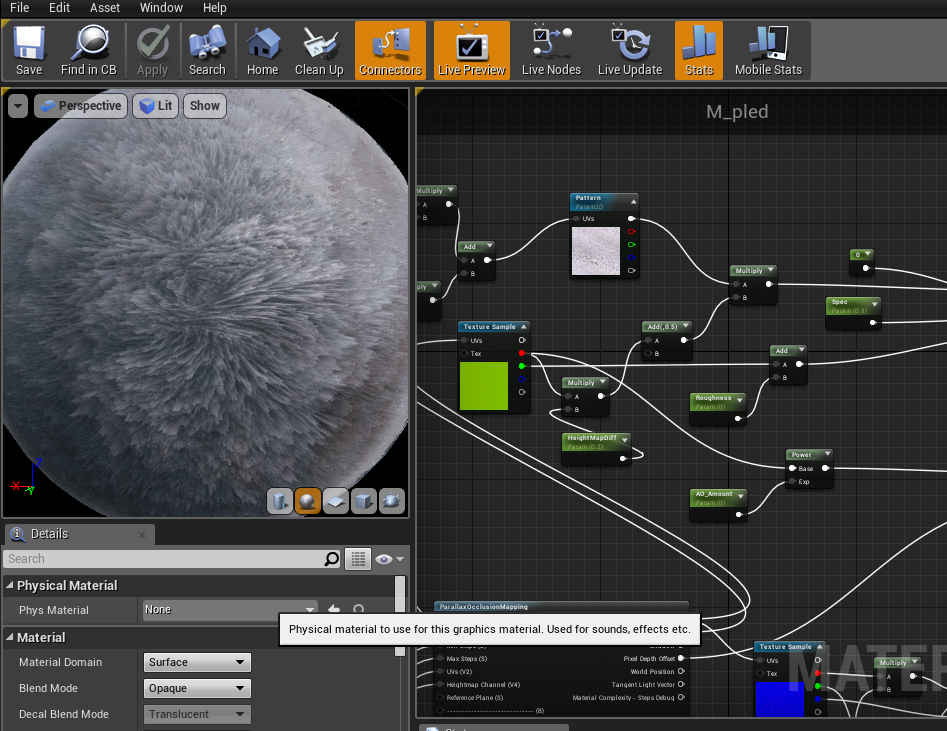 File Edit Asset Window Help
Save Find in CB Apply Search Home Clean Up Connectors Live Preview Live Nodes Live Update Stats Mobile Stats
Perspective Lit Show
M_pled
Multiply
A
B
Pattern
Param2D
UVs
Add
A
B
Multiply
A
B
0
Spec
Param (0.5)
Texture Sample
UVs
Tex
Add(,0.5)
A
B
Add
A
B
Multiply
A
B
Roughness
Param (0)
HeightMapDiff
Power
Base
Exp
AO_Amount
Param (0)
X
Z
Y
Details
Search
Physical Material
Phys Material None
Physical material to use for this graphics material. Used for sounds, effects etc.
Material
Material Domain Surface
Blend Mode Opaque
Decal Blend Mode Translucent
ParallaxOcclusionMapping
Max Steps (S) Pixel Depth Offset
UVs (V2) World Position
Heightmap Channel (V4) Tangent Light Vector
Reference Plane (S) Material Complexity - Steps Debug
(B)
Texture Sample
UVs
Tex
Multiply
A
B
MATER